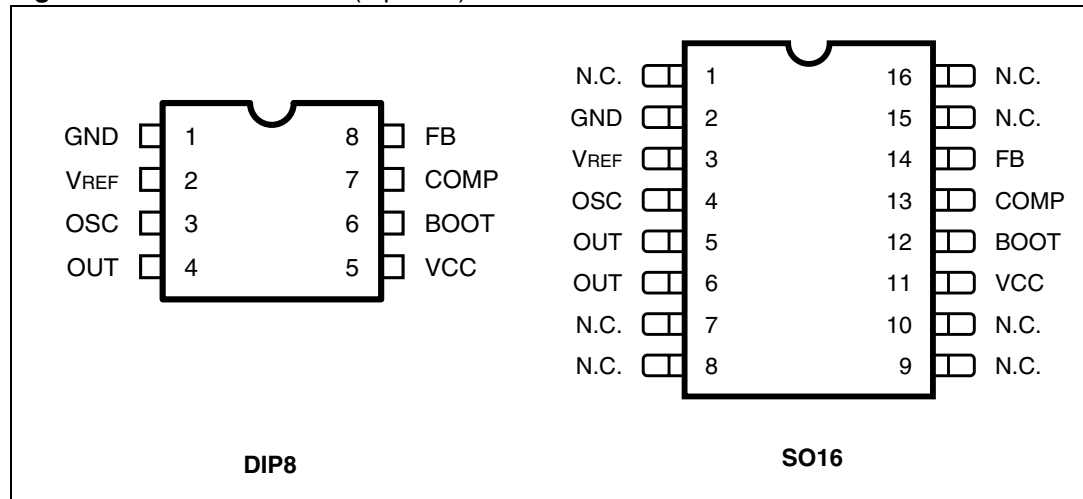 GND 1 8 FB
VREF 2 7 COMP
OSC 3 6 BOOT
OUT 4 5 VCC
DIP8
N.C. 1 16 N.C.
GND 2 15 N.C.
VREF 3 14 FB
OSC 4 13 COMP
OUT 5 12 BOOT
OUT 6 11 VCC
N.C. 7 10 N.C.
N.C. 8 9 N.C.
SO16